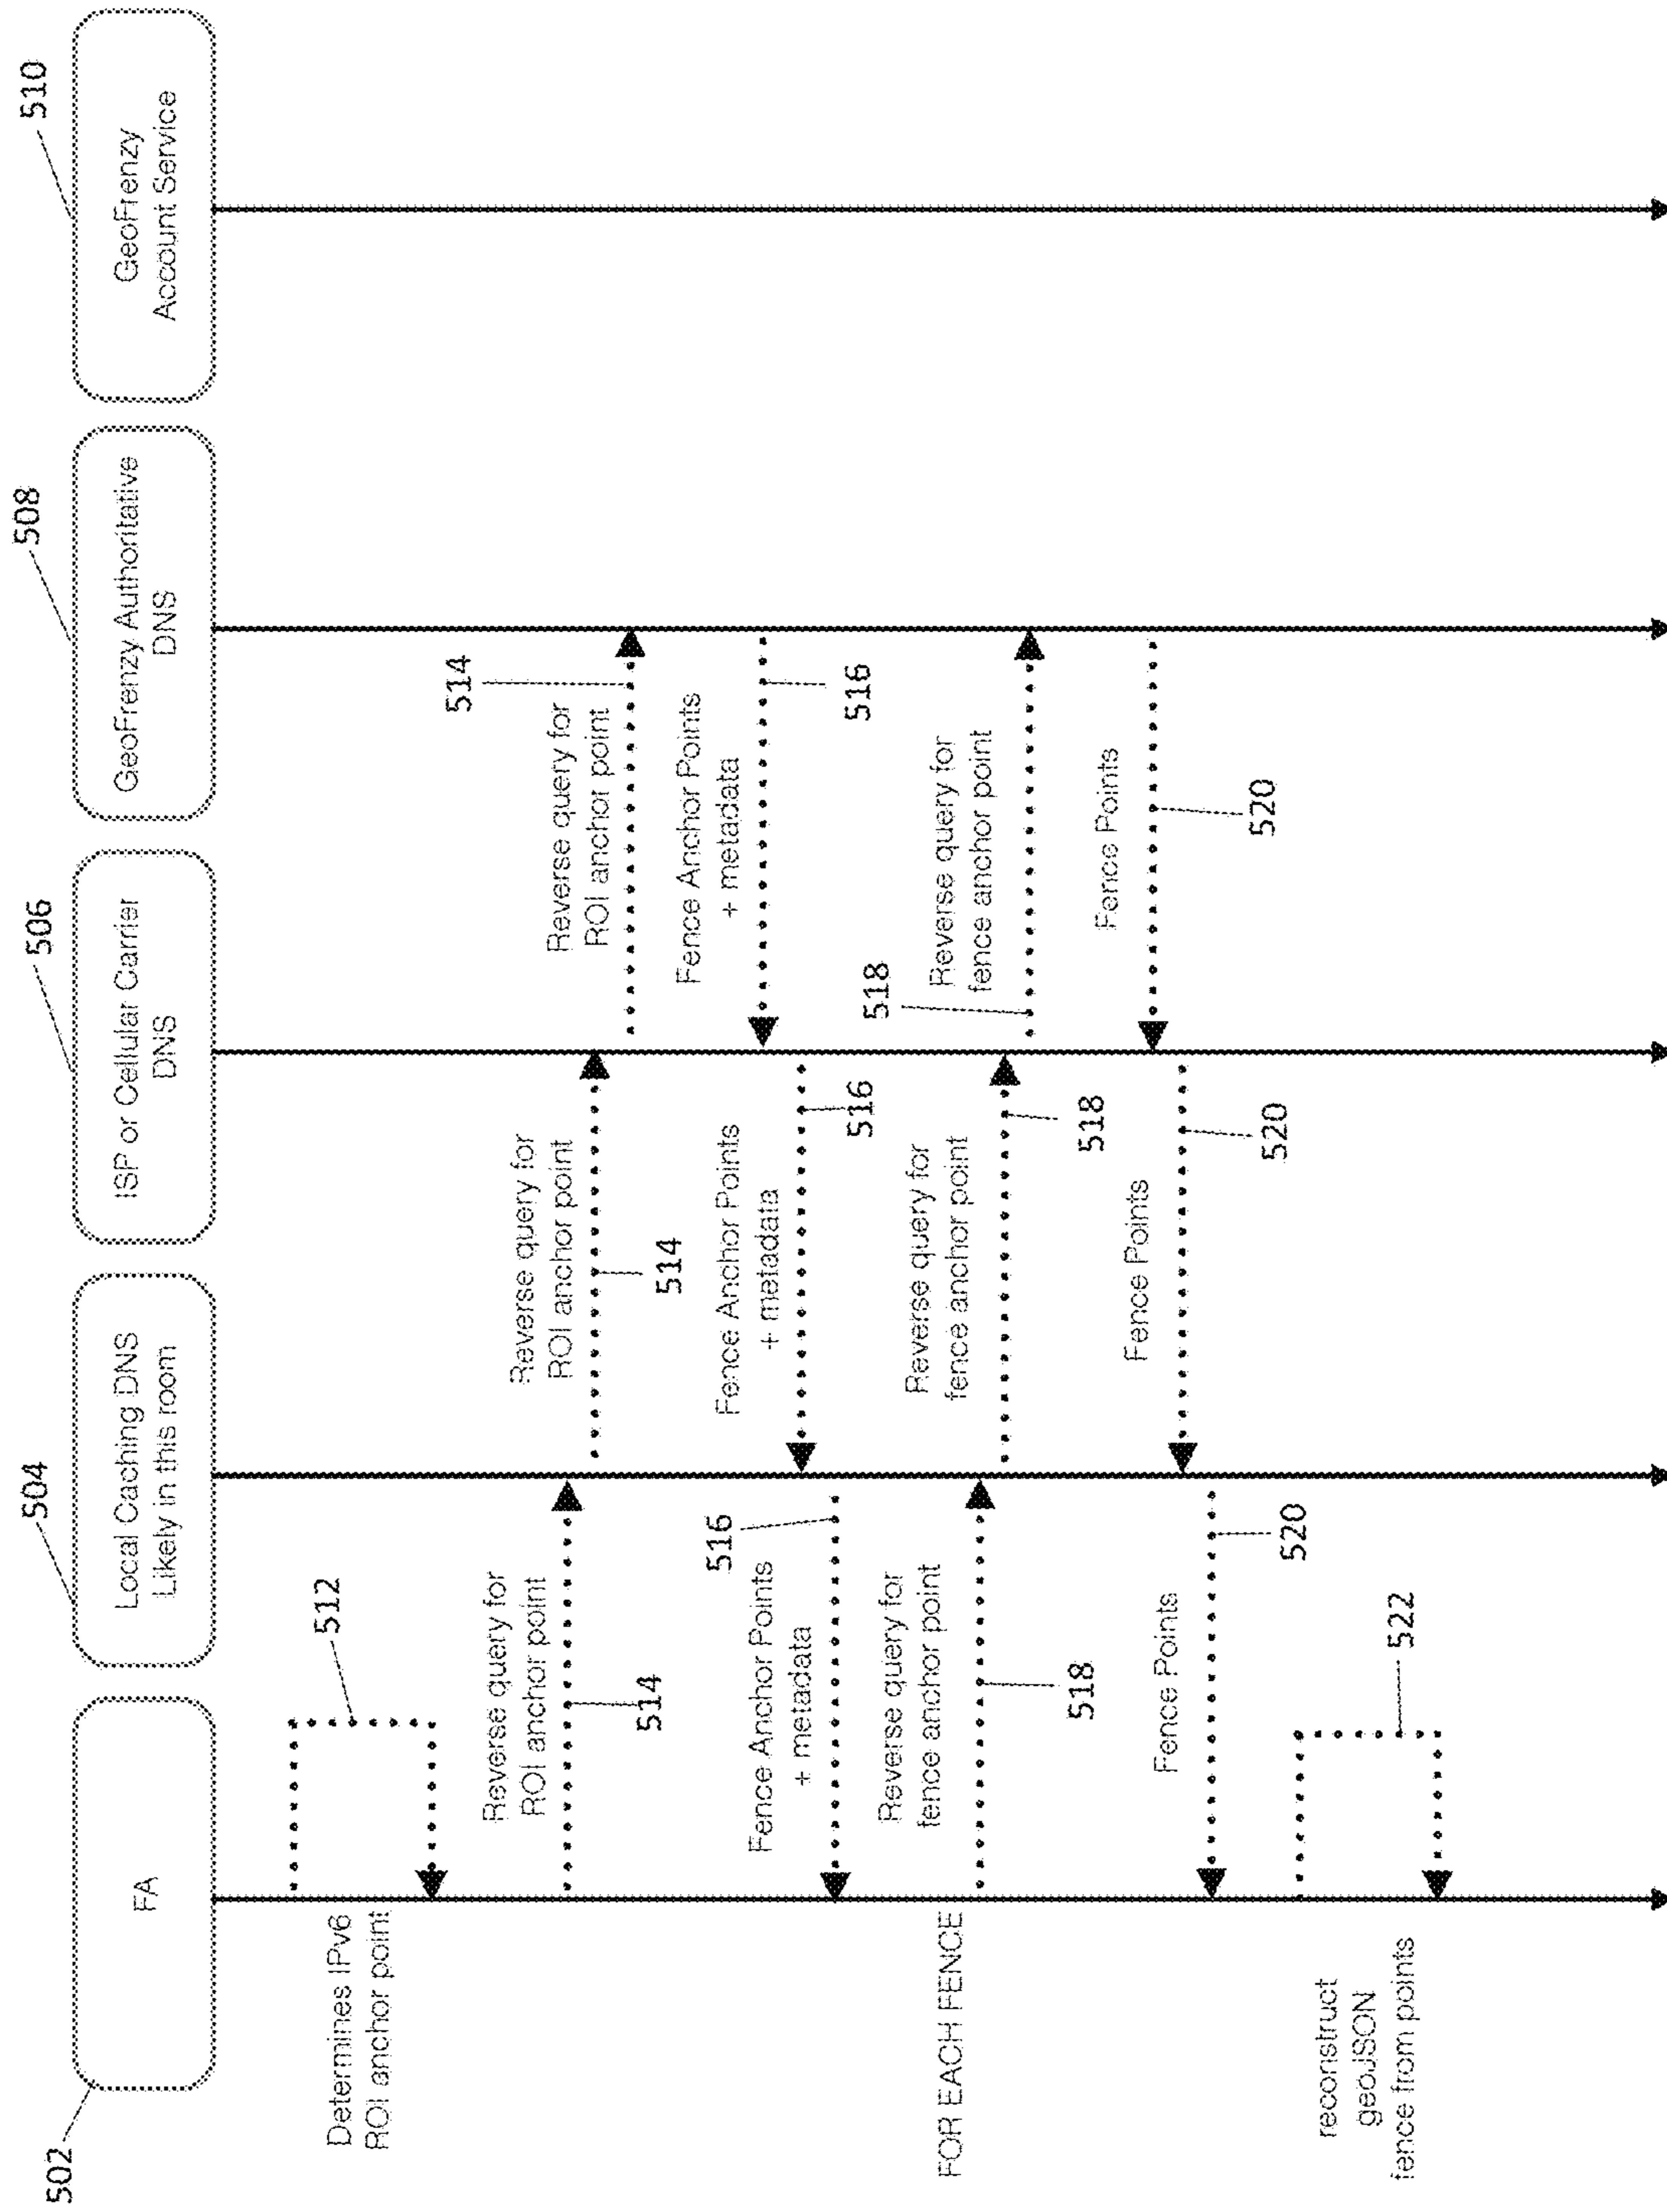 502
FA
504
Local Caching DNS
Likely in this room
506
ISP or Cellular Carrier
DNS
508
GeoFrenzy Authoritative
DNS
510
GeoFrenzy
Account Service
Determines IPv6
ROI anchor point
512
Reverse query for
ROI anchor point
514
Reverse query for
ROI anchor point
514
Reverse query for
ROI anchor point
514
Fence Anchor Points
+ metadata
516
Fence Anchor Points
+ metadata
516
Fence Anchor Points
+ metadata
516
FOR EACH FENCE
Reverse query for
fence anchor point
518
Reverse query for
fence anchor point
518
Reverse query for
fence anchor point
518
Fence Points
520
Fence Points
520
Fence Points
520
reconstruct
geoJSON
fence from points
522